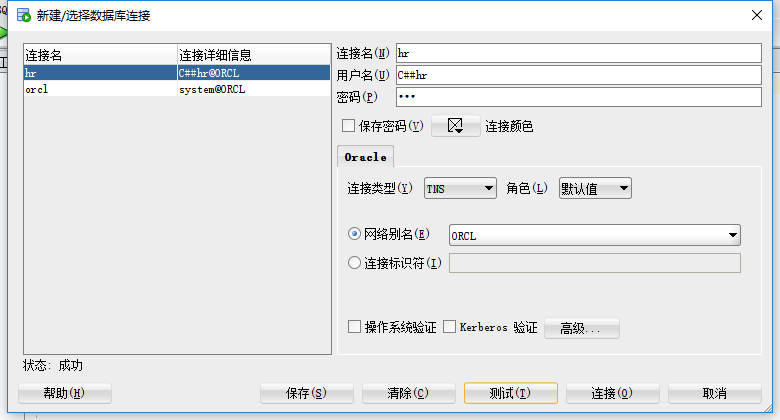 新建/选择数据库连接
连接名 连接详细信息
hr C##hr@ORCL
orcl system@ORCL
连接名(N) hr
用户名(U) C##hr
密码(P) •••
保存密码(V) 连接颜色
Oracle
连接类型(Y) TNS 角色(L) 默认值
网络别名(E) ORCL
连接标识符(I)
操作系统验证 Kerberos 验证 高级...
状态: 成功
帮助(H) 保存(S) 清除(C) 测试(T) 连接(O) 取消